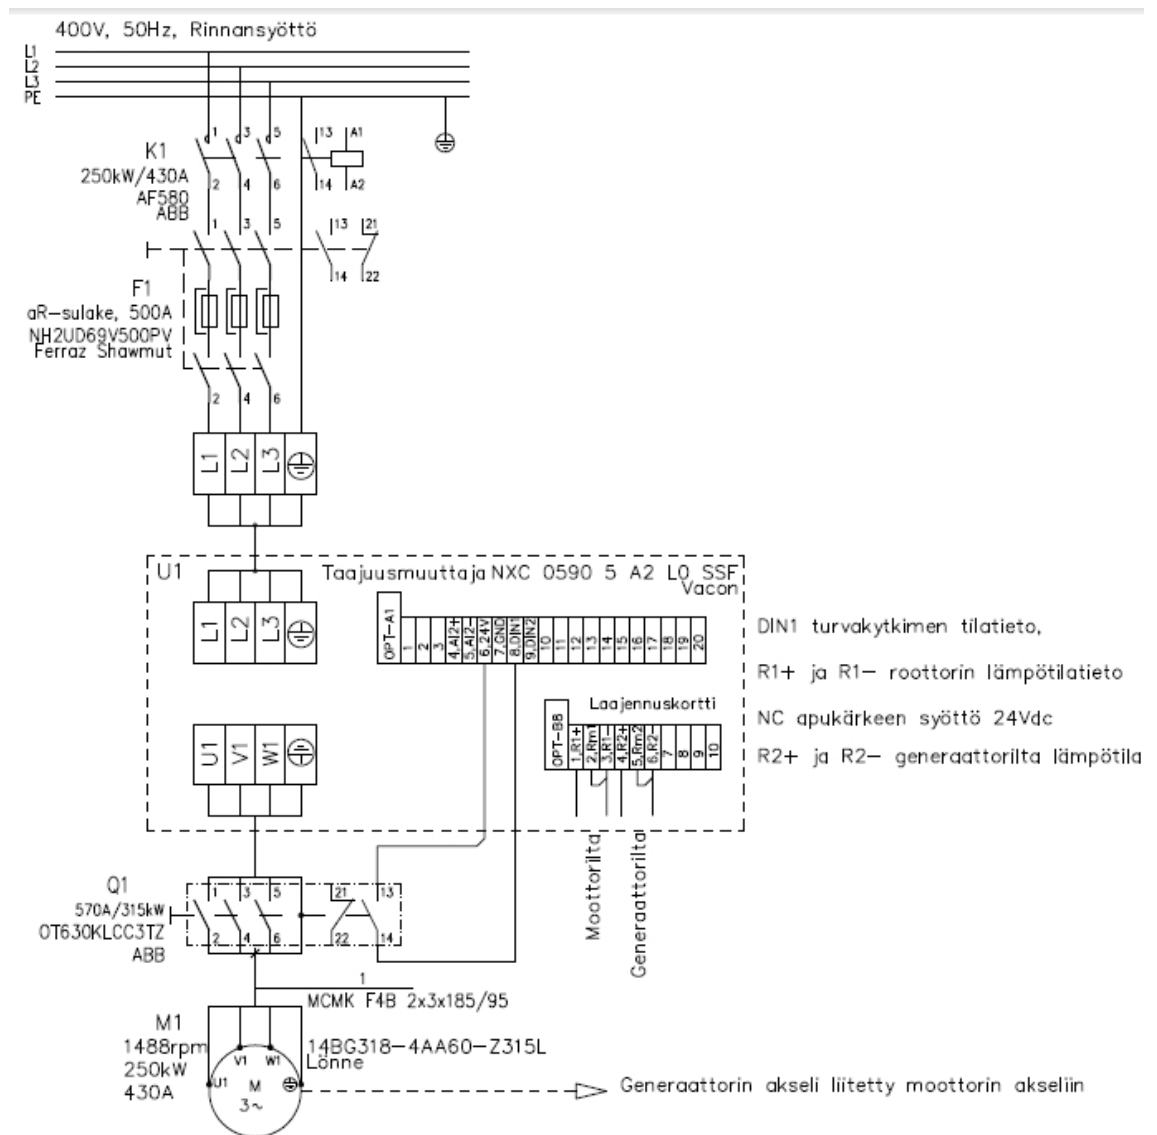 400V, 50Hz, Rinnansyöttö
L1
L2
L3
PE
1 3 5 13 A1
K1
250kW/430A
AF580
ABB
2 4 6 14 A2
1 3 5 13 21
14 22
F1
aR-sulake, 500A
NH2UD69V500PV
Ferraz Shawmut
2 4 6
L1 L2 L3
U1
Taajuusmuuttaja NXC 0590 5 A2 L0 SSF
Vacon
L1 L2 L3
OPT-A1
1
2
3
4,AI2+
5,AI2-
6,24V
7,GND
8,DIN1
9,DIN2
10
11
12
13
14
15
16
17
18
19
20
DIN1 turvakytkimen tilatieto,
R1+ ja R1- roottorin lämpötilatieto
Laajennuskortti
NC apukärkeen syöttö 24Vdc
OPT-B8
1,R1+
2,Rm1
3,R1-
4,R2+
5,Rm2
6,R2-
7
8
9
10
R2+ ja R2- generaattorilta lämpötila
U1 V1 W1
Moottorilta
Generaattorilta
Q1
570A/315kW
OT630KLCC3TZ
ABB
1 3 5 21 13
2 4 6 22 14
1
MCMK F4B 2x3x185/95
M1
1488rpm
250kW
430A
14BG318-4AA60-Z315L
Lönne
V1 W1
U1 M
3~
Generaattorin akseli liitetty moottorin akseliin